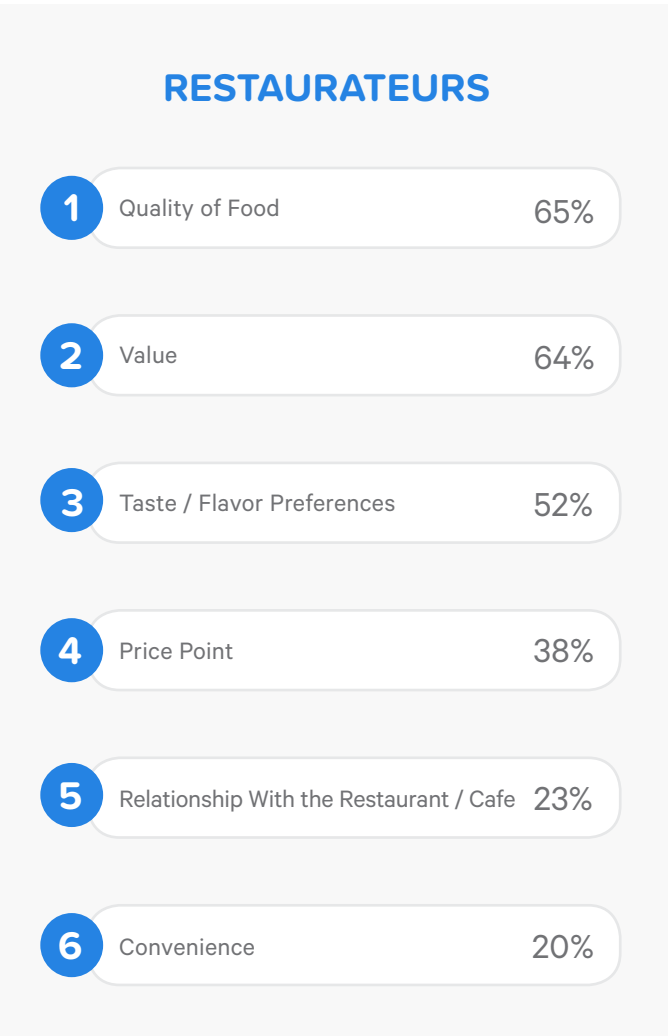 RESTAURATEURS
1 Quality of Food 65%
2 Value 64%
3 Taste / Flavor Preferences 52%
4 Price Point 38%
5 Relationship With the Restaurant / Cafe 23%
6 Convenience 20%